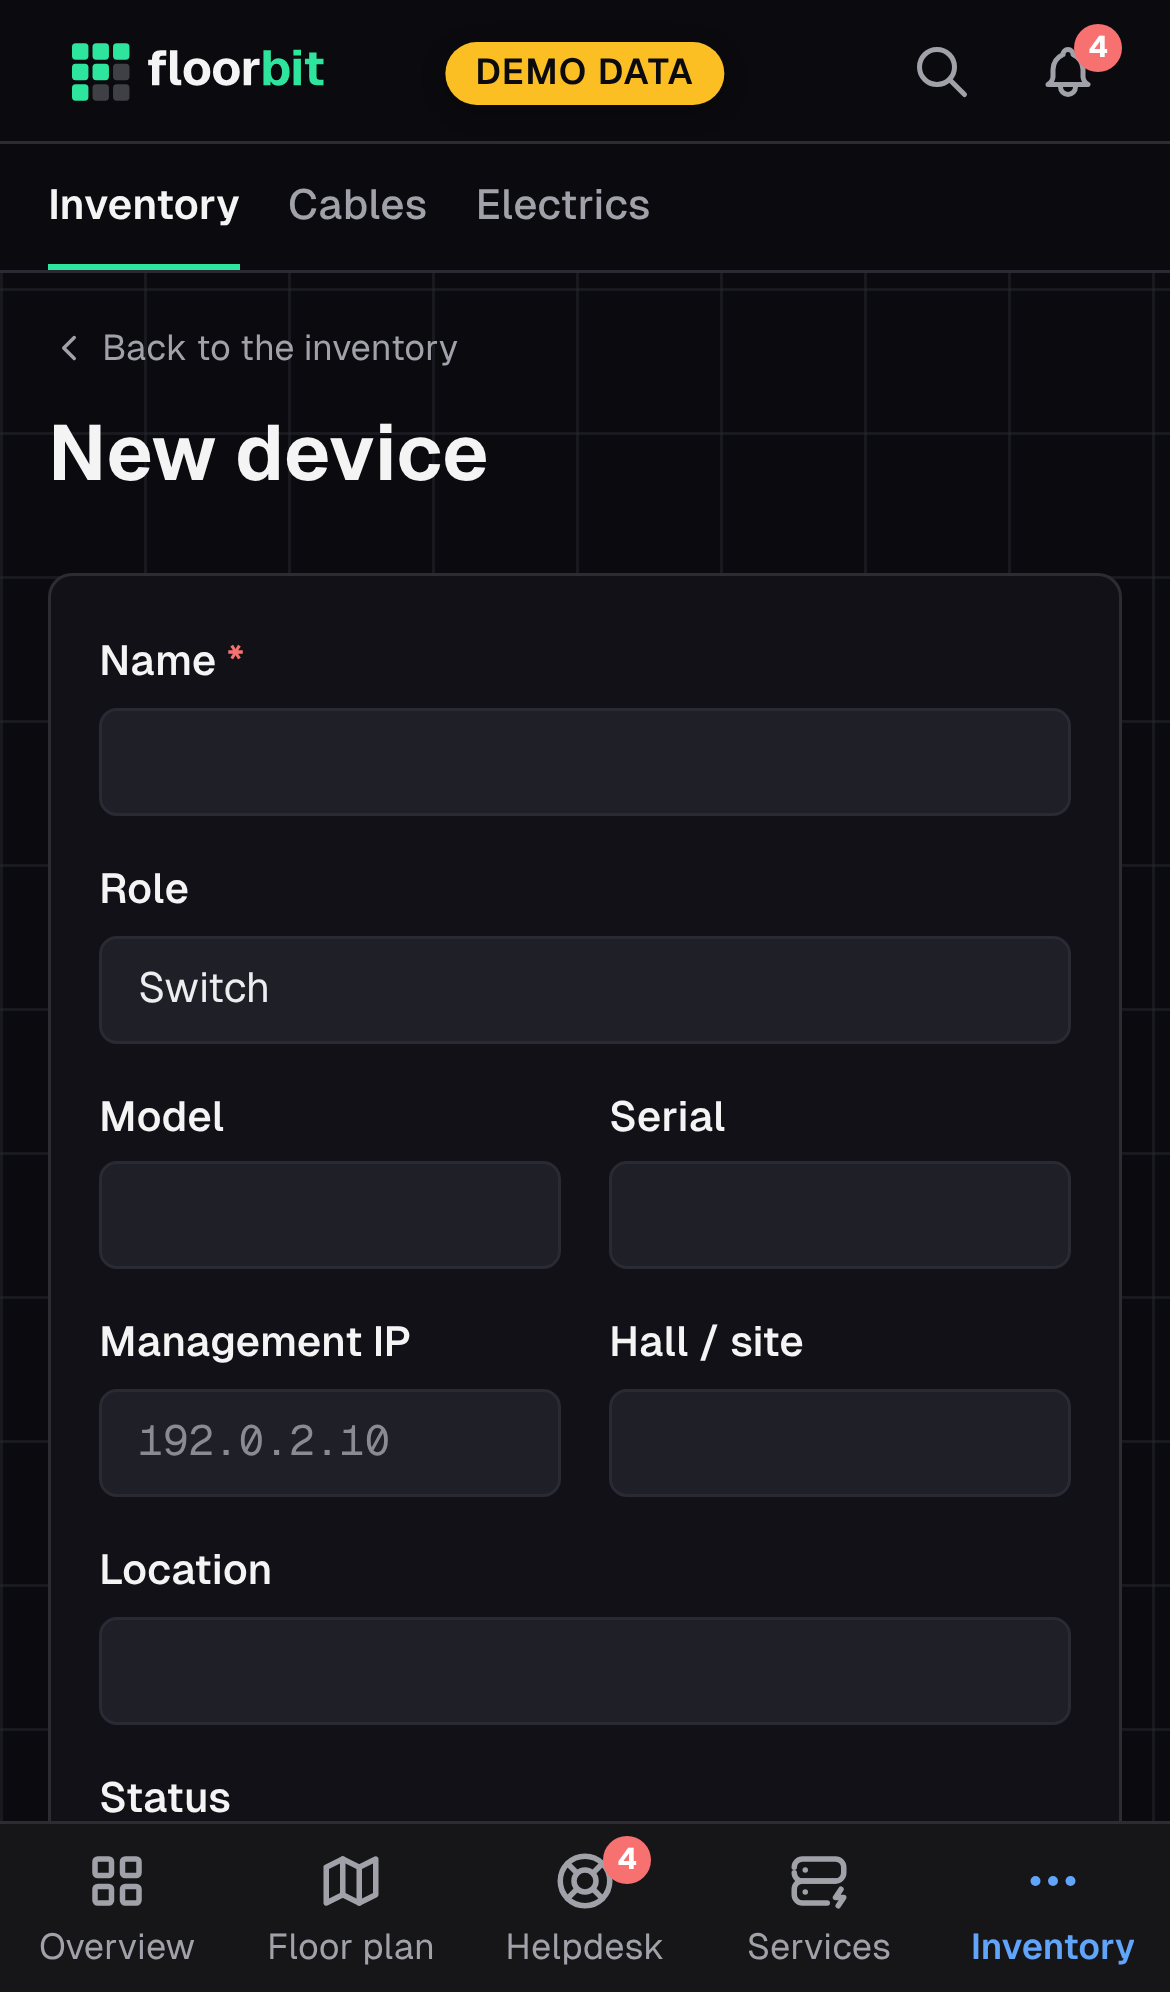 floorbit
DEMO DATA
4
Inventory
Cables
Electrics
Back to the inventory
New device
Name *
Role
Switch
Model
Serial
Management IP
Hall / site
192.0.2.10
Location
Status
4
Overview
Floor plan
Helpdesk
Services
Inventory